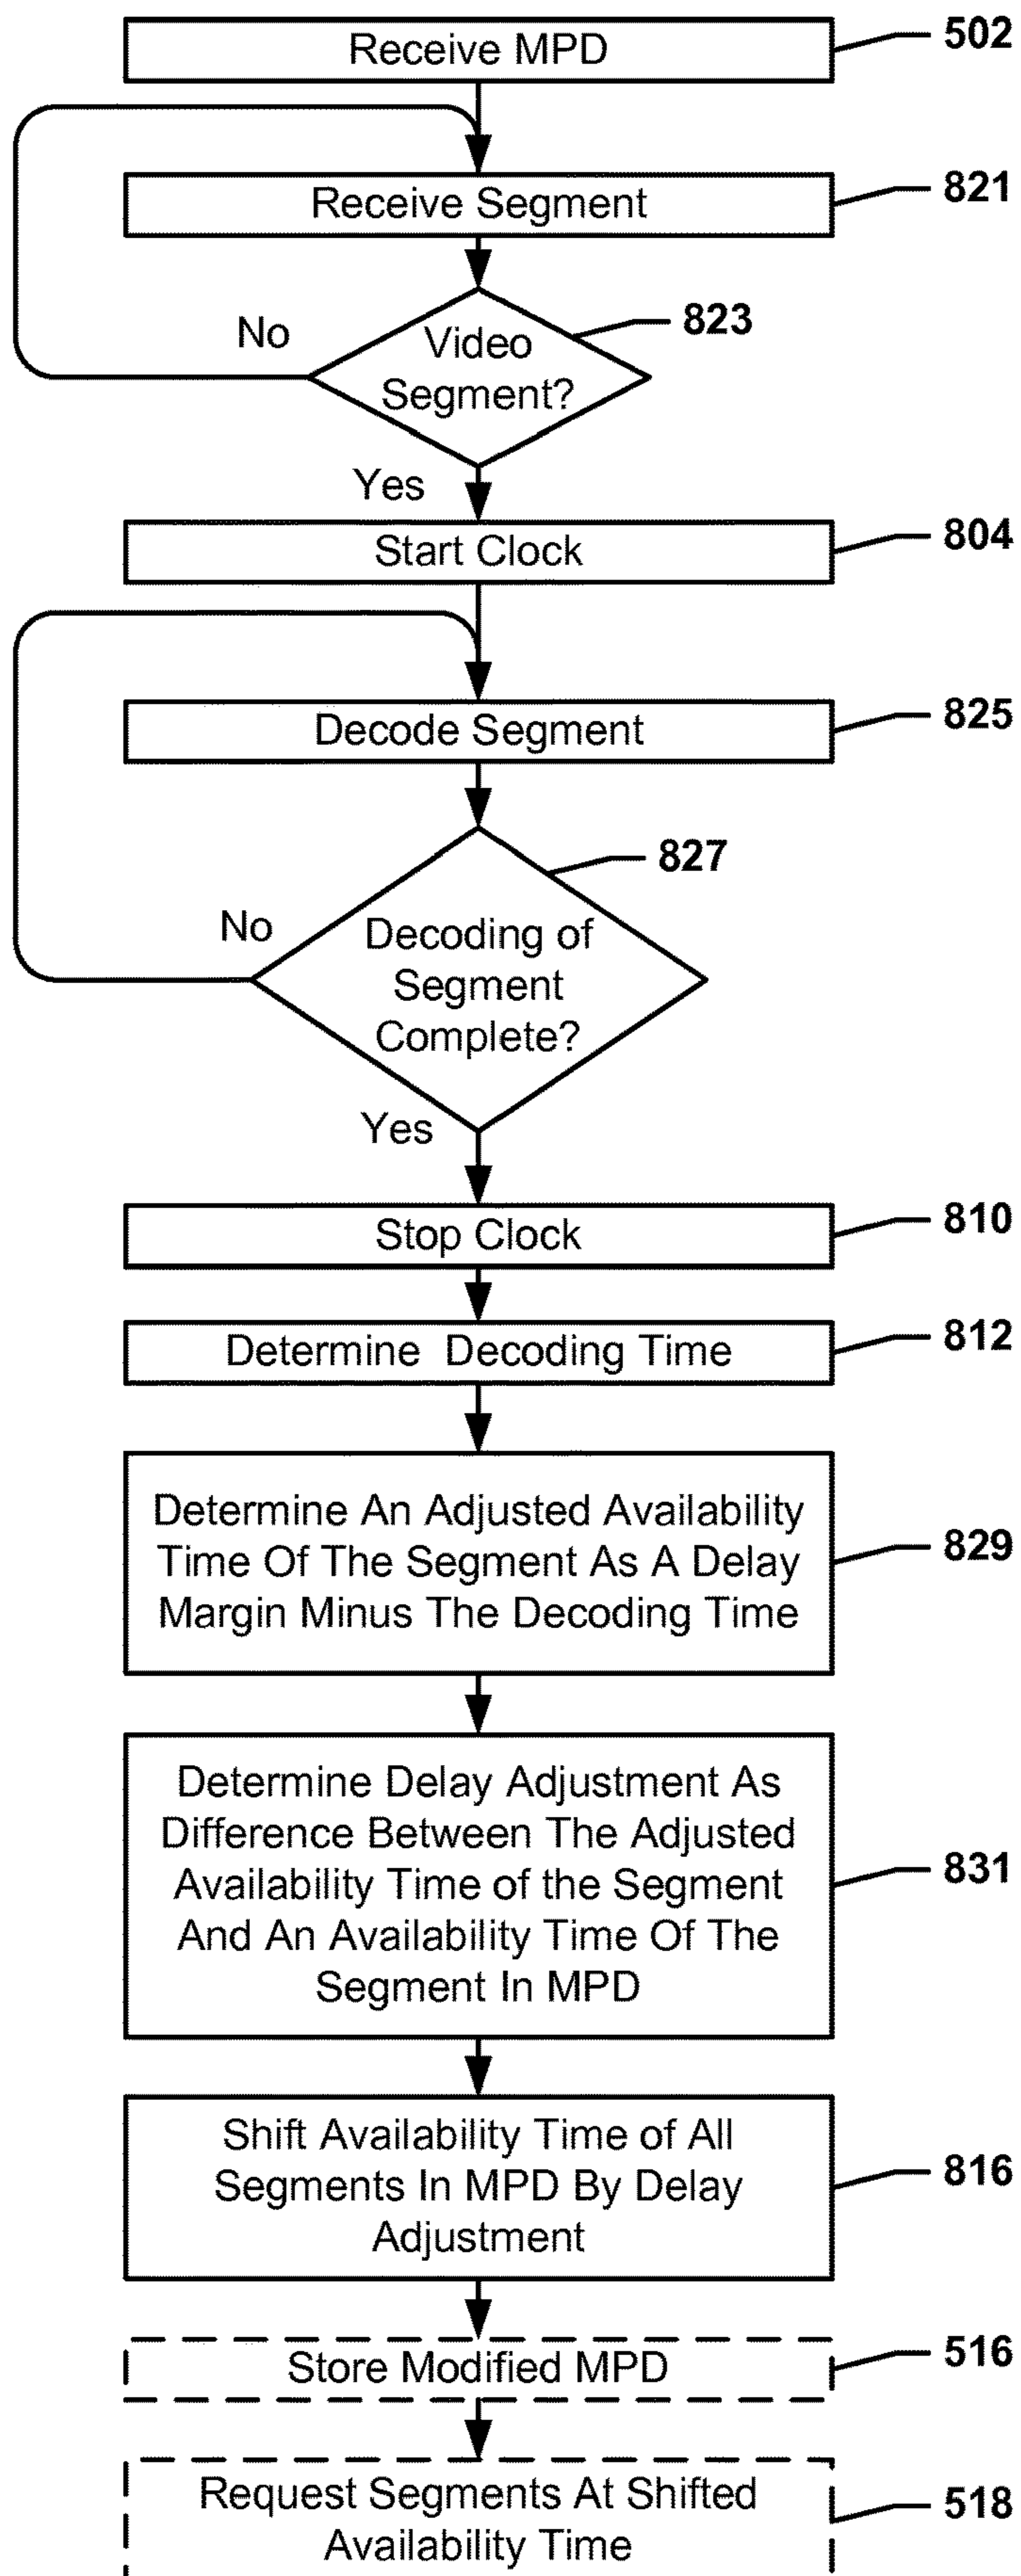 Receive MPD
502
Receive Segment
821
Video
Segment?
823
No
Yes
Start Clock
804
Decode Segment
825
Decoding of
Segment
Complete?
827
No
Yes
Stop Clock
810
Determine Decoding Time
812
Determine An Adjusted Availability
Time Of The Segment As A Delay
Margin Minus The Decoding Time
829
Determine Delay Adjustment As
Difference Between The Adjusted
Availability Time of the Segment
And An Availability Time Of The
Segment In MPD
831
Shift Availability Time of All
Segments In MPD By Delay
Adjustment
816
Store Modified MPD
516
Request Segments At Shifted
Availability Time
518